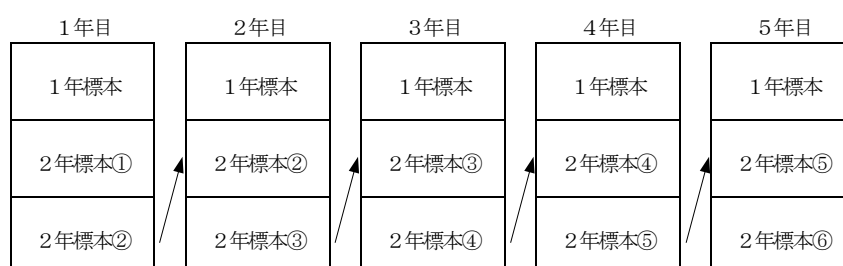 １年目 ２年目 ３年目 ４年目 ５年目
１年標本 １年標本 １年標本 １年標本 １年標本
２年標本① ２年標本② ２年標本③ ２年標本④ ２年標本⑤
２年標本② ２年標本③ ２年標本④ ２年標本⑤ ２年標本⑥